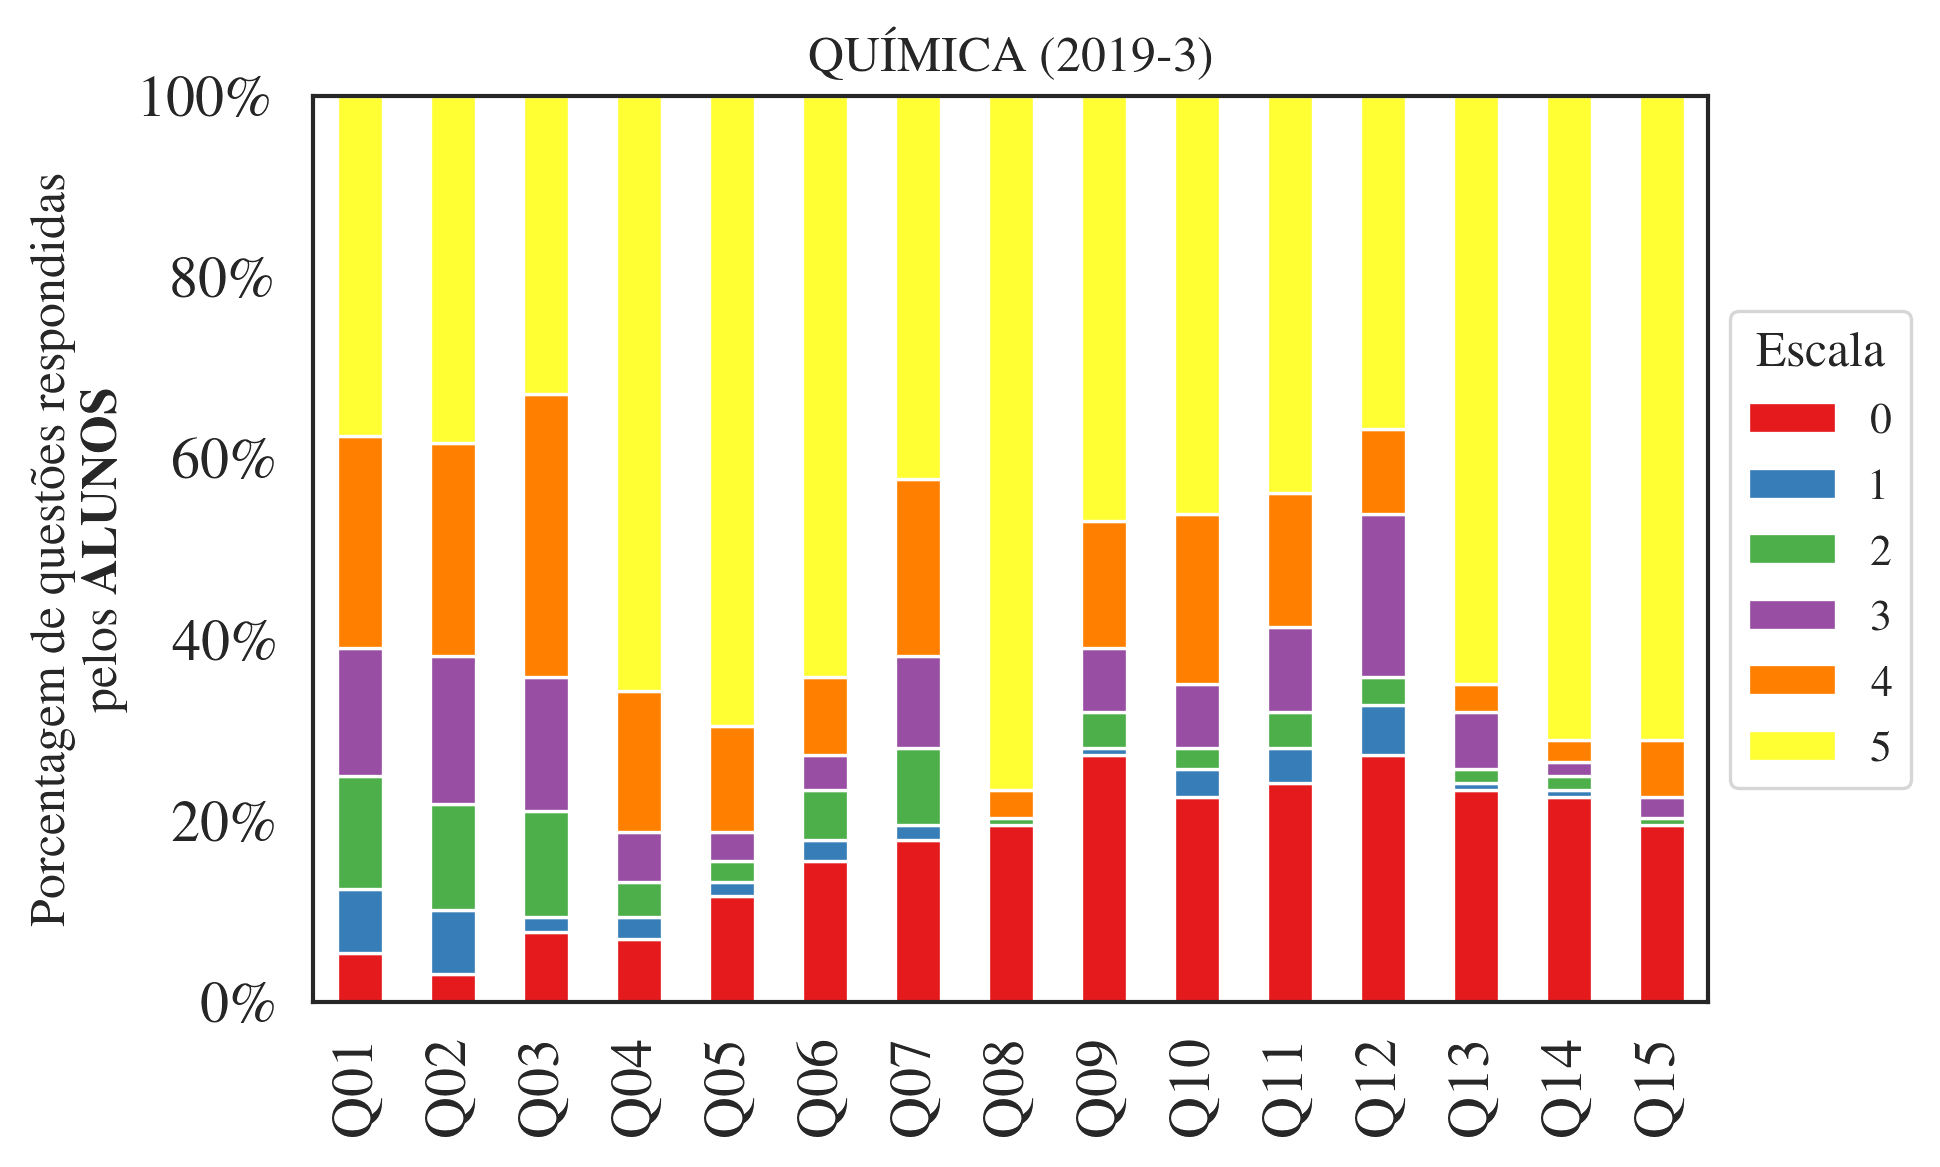 QUÍMICA (2019-3)
100%
80%
60%
40%
20%
0%
Porcentagem de questões respondidas
pelos ALUNOS
Q01
Q02
Q03
Q04
Q05
Q06
Q07
Q08
Q09
Q10
Q11
Q12
Q13
Q14
Q15
Escala
0
1
2
3
4
5